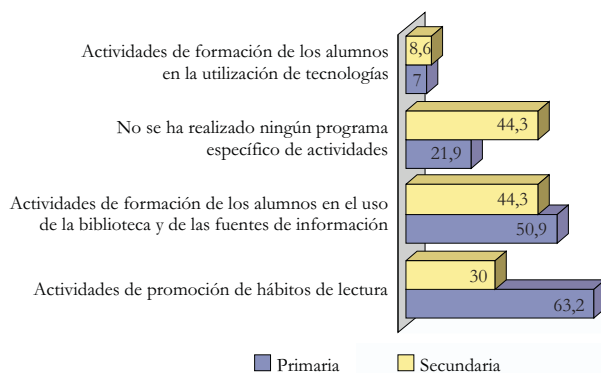 Actividades de formación de los alumnos
en la utilización de tecnologías
8,6
7
No se ha realizado ningún programa
específico de actividades
44,3
21,9
Actividades de formación de los alumnos en el uso
de la biblioteca y de las fuentes de información
44,3
50,9
Actividades de promoción de hábitos de lectura
30
63,2
Primaria
Secundaria